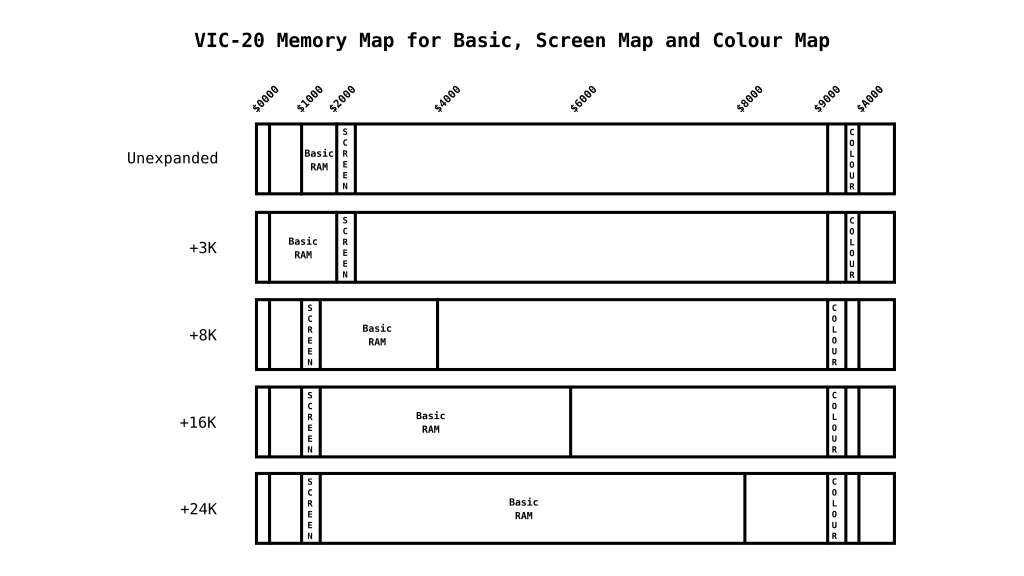 VIC-20 Memory Map for Basic, Screen Map and Colour Map
$0000 $1000 $2000 $4000 $6000 $8000 $9000 $A000
Unexpanded
Basic
RAM
SCREEN
COLOUR
+3K
Basic
RAM
SCREEN
COLOUR
+8K
SCREEN
Basic
RAM
COLOUR
+16K
SCREEN
Basic
RAM
COLOUR
+24K
SCREEN
Basic
RAM
COLOUR